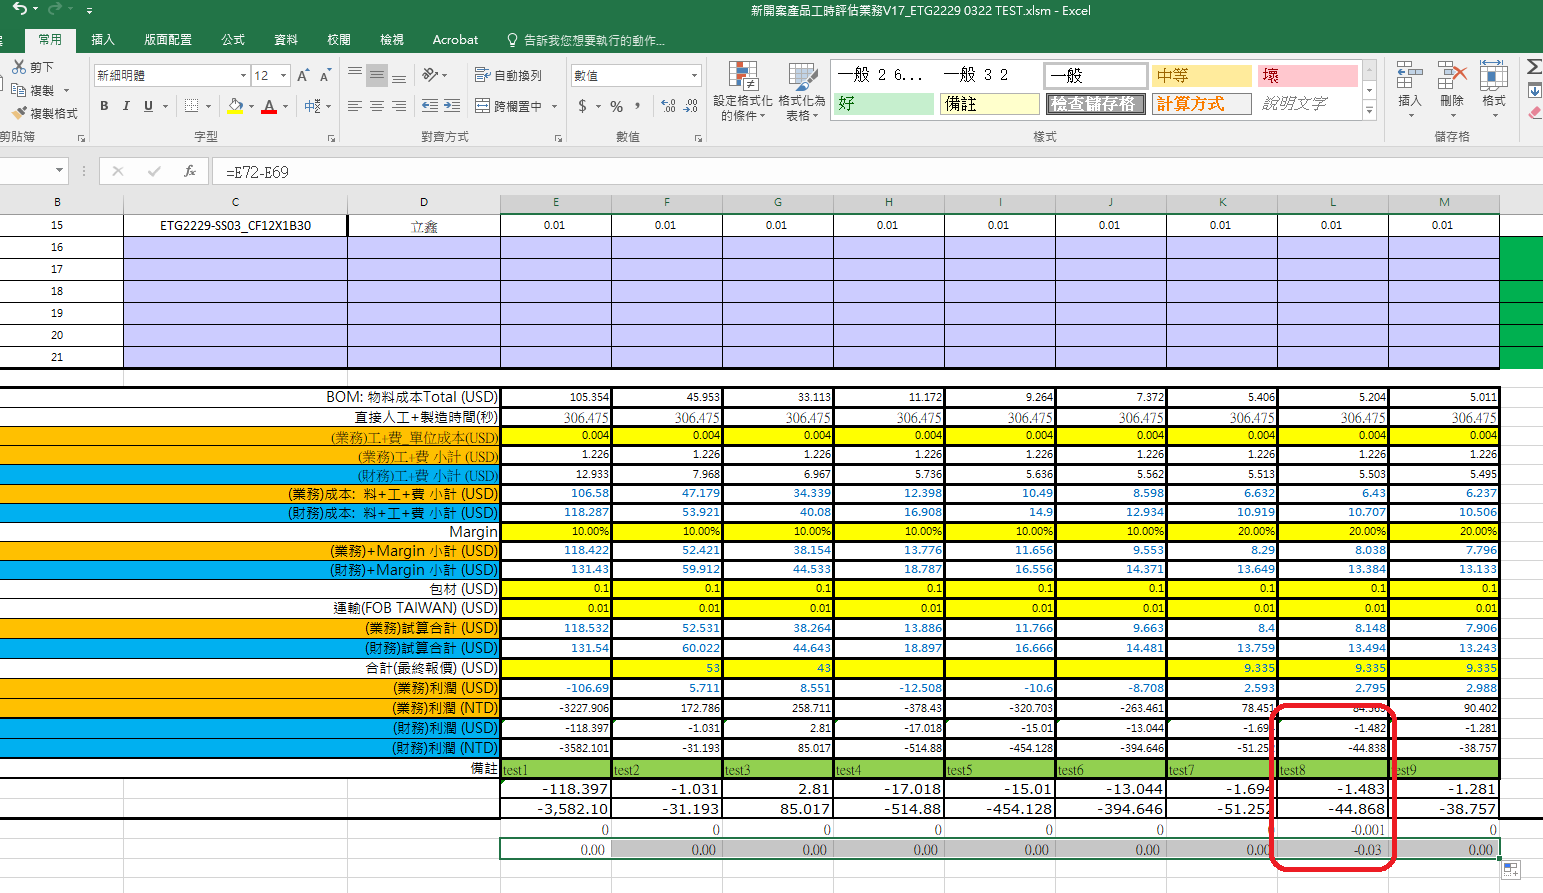 新開案產品工時評估業務V17_ETG2229 0322 TEST.xlsm - Excel
常用 插入 版面配置 公式 資料 校閱 檢視 Acrobat 告訴我您想要執行的動作...
剪下
複製
複製格式
剪貼簿
新細明體 12
B I U
字型
自動換列
跨欄置中
對齊方式
數值
$ % ,
數值
設定格式化的條件
格式化為表格
一般 2 6... 一般 3 2 一般 中等 壞
好 備註 檢查儲存格 計算方式 說明文字
樣式
插入 刪除 格式
儲存格
fx =E72-E69
B C D E F G H I J K L M
15 ETG2229-SS03_CF12X1B30 立鑫 0.01 0.01 0.01 0.01 0.01 0.01 0.01 0.01 0.01
16
17
18
19
20
21
BOM: 物料成本Total (USD) 105.354 45.953 33.113 11.172 9.264 7.372 5.406 5.204 5.011
直接人工+製造時間(秒) 306.475 306.475 306.475 306.475 306.475 306.475 306.475 306.475 306.475
(業務)工+費_單位成本(USD) 0.004 0.004 0.004 0.004 0.004 0.004 0.004 0.004 0.004
(業務)工+費 小計 (USD) 1.226 1.226 1.226 1.226 1.226 1.226 1.226 1.226 1.226
(財務)工+費 小計 (USD) 12.933 7.968 6.967 5.736 5.636 5.562 5.513 5.503 5.495
(業務)成本: 料+工+費 小計 (USD) 106.58 47.179 34.339 12.398 10.49 8.598 6.632 6.43 6.237
(財務)成本: 料+工+費 小計 (USD) 118.287 53.921 40.08 16.908 14.9 12.934 10.919 10.707 10.506
Margin 10.00% 10.00% 10.00% 10.00% 10.00% 10.00% 20.00% 20.00% 20.00%
(業務)+Margin 小計 (USD) 118.422 52.421 38.154 13.776 11.656 9.553 8.29 8.038 7.796
(財務)+Margin 小計 (USD) 131.43 59.912 44.533 18.787 16.556 14.371 13.649 13.384 13.133
包材 (USD) 0.1 0.1 0.1 0.1 0.1 0.1 0.1 0.1 0.1
運輸(FOB TAIWAN) (USD) 0.01 0.01 0.01 0.01 0.01 0.01 0.01 0.01 0.01
(業務)試算合計 (USD) 118.532 52.531 38.264 13.886 11.766 9.663 8.4 8.148 7.906
(財務)試算合計 (USD) 131.54 60.022 44.643 18.897 16.666 14.481 13.759 13.494 13.243
合計(最終報價) (USD) 53 43 9.335 9.335 9.335
(業務)利潤 (USD) -106.69 5.711 8.551 -12.508 -10.6 -8.708 2.593 2.795 2.988
(業務)利潤 (NTD) -3227.906 172.786 258.711 -378.43 -320.703 -263.461 78.451 90.402
(財務)利潤 (USD) -118.397 -1.031 2.81 -17.018 -15.01 -13.044 -1.69 -1.482 -1.281
(財務)利潤 (NTD) -3582.101 -31.193 85.017 -514.88 -454.128 -394.646 -51.25 -44.838 -38.757
備註 test1 test2 test3 test4 test5 test6 test7 test8 test9
-118.397 -1.031 2.81 -17.018 -15.01 -13.044 -1.694 -1.483 -1.281
-3,582.10 -31.193 85.017 -514.88 -454.128 -394.646 -51.252 -44.868 -38.757
0 0 0 0 0 0 -0.001 0
0.00 0.00 0.00 0.00 0.00 0.00 0.00 -0.03 0.00